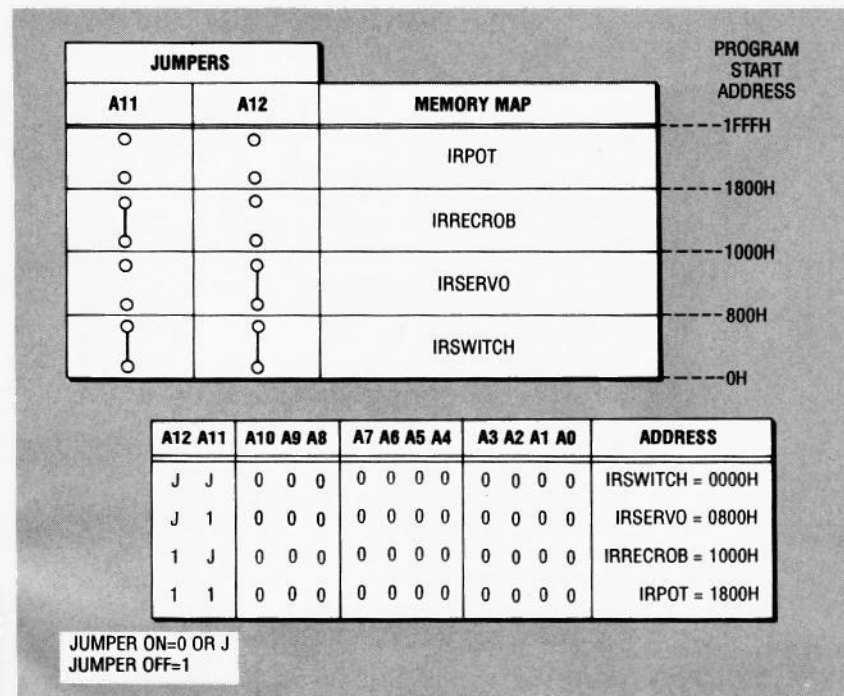 JUMPERS
PROGRAM
START
ADDRESS
A11 A12 MEMORY MAP
1FFFH
IRPOT
1800H
IRRECROB
1000H
IRSERVO
800H
IRSWITCH
0H
A12 A11 A10 A9 A8 A7 A6 A5 A4 A3 A2 A1 A0 ADDRESS
J J 0 0 0 0 0 0 0 0 0 0 0 IRSWITCH = 0000H
J 1 0 0 0 0 0 0 0 0 0 0 0 IRSERVO = 0800H
1 J 0 0 0 0 0 0 0 0 0 0 0 IRRECROB = 1000H
1 1 0 0 0 0 0 0 0 0 0 0 0 IRPOT = 1800H
JUMPER ON=0 OR J
JUMPER OFF=1